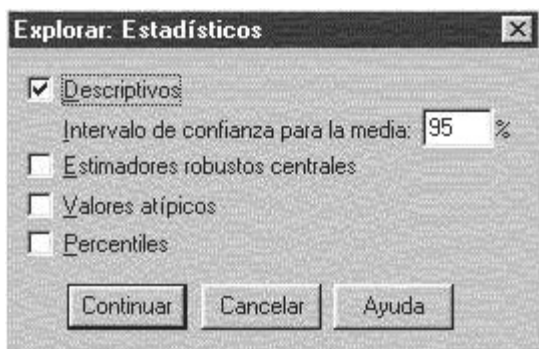 Explorar: Estadísticos
Descriptivos
Intervalo de confianza para la media: 95 %
Estimadores robustos centrales
Valores atípicos
Percentiles
Continuar Cancelar Ayuda